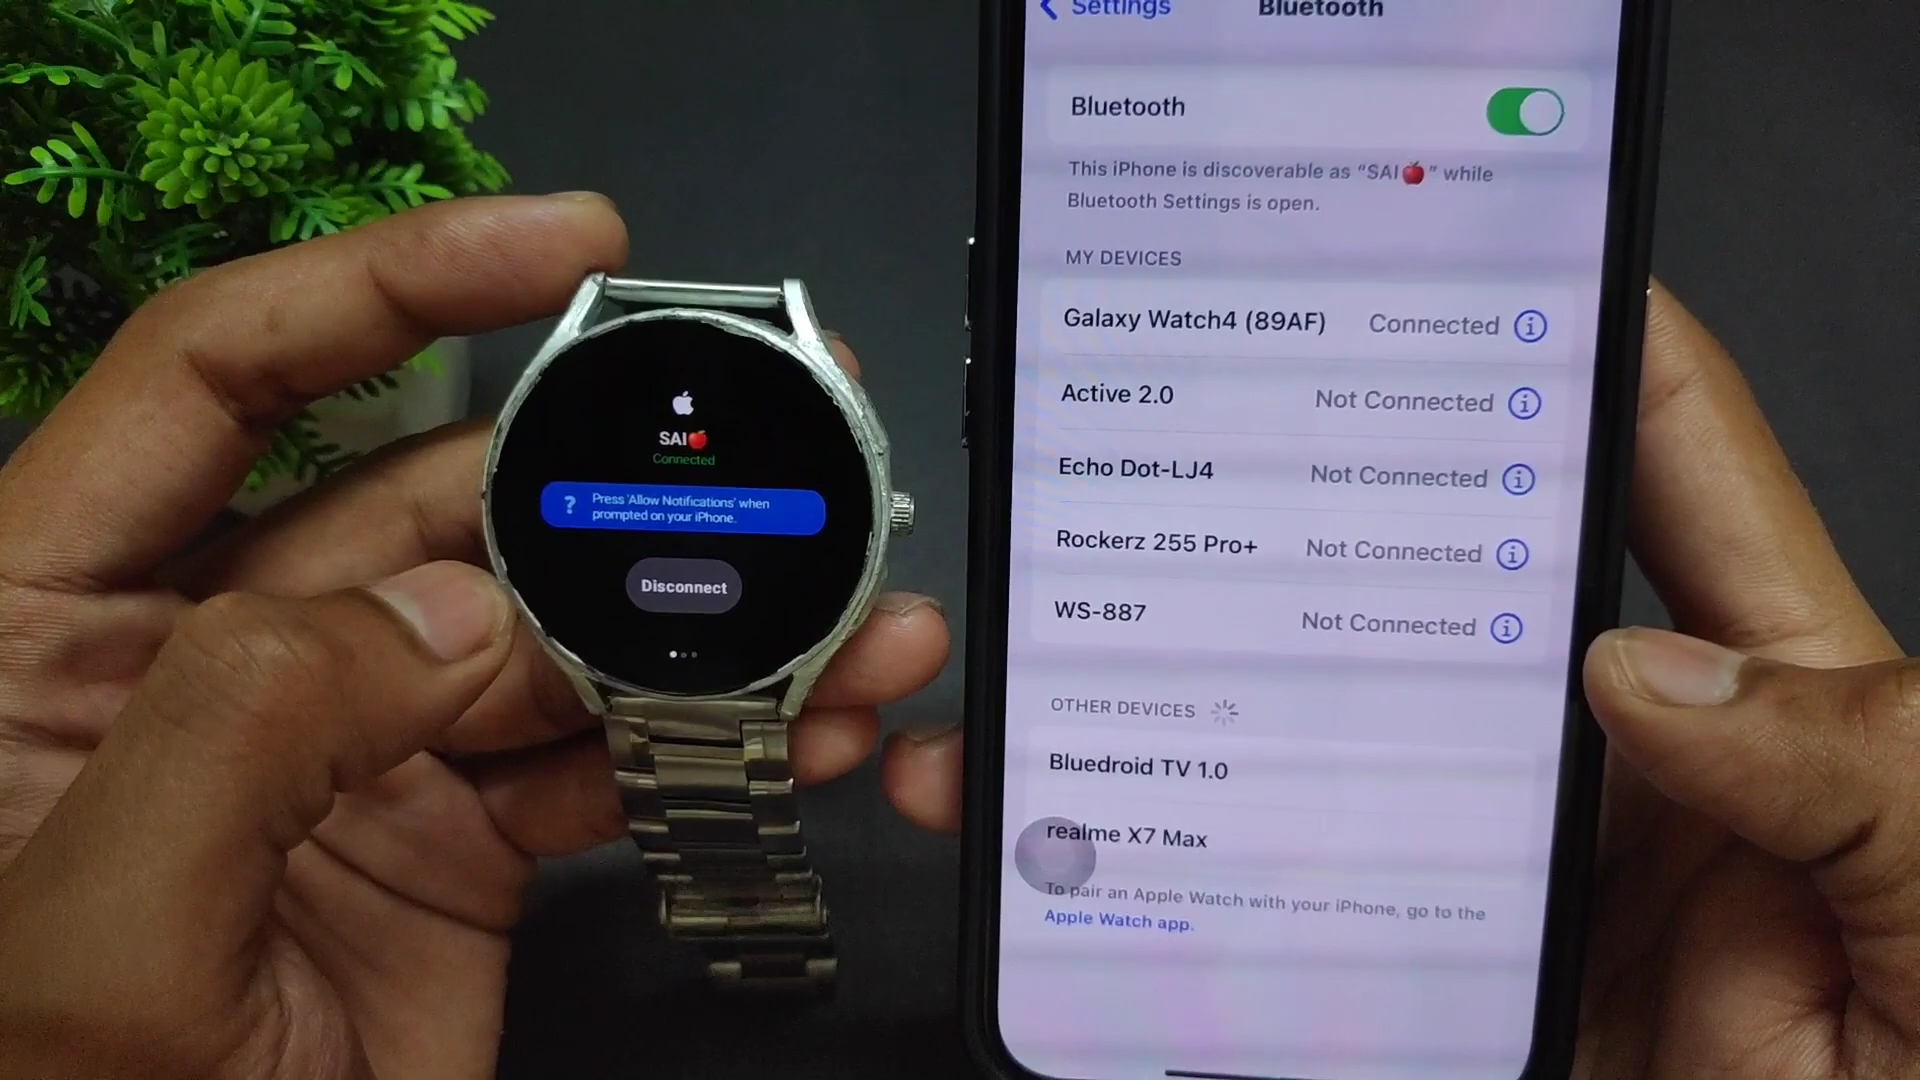 SAI🍎
Connected
? Press 'Allow Notifications' when
prompted on your iPhone.
Disconnect
Settings
Bluetooth
Bluetooth
This iPhone is discoverable as “SAI🍎” while
Bluetooth Settings is open.
MY DEVICES
Galaxy Watch4 (89AF) Connected
Active 2.0 Not Connected
Echo Dot-LJ4 Not Connected
Rockerz 255 Pro+ Not Connected
WS-887 Not Connected
OTHER DEVICES
Bluedroid TV 1.0
realme X7 Max
To pair an Apple Watch with your iPhone, go to the
Apple Watch app.